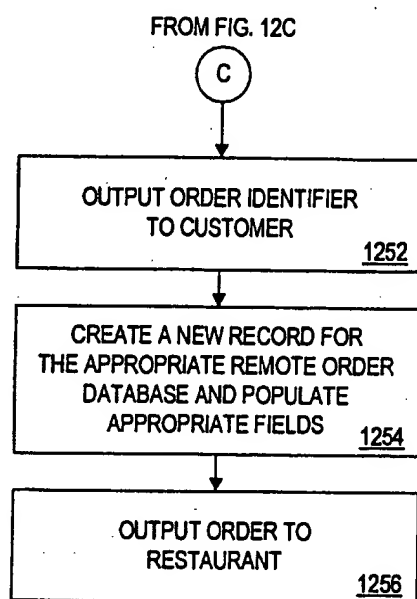 FROM FIG. 12C
C
OUTPUT ORDER IDENTIFIER
TO CUSTOMER
1252
CREATE A NEW RECORD FOR
THE APPROPRIATE REMOTE ORDER
DATABASE AND POPULATE
APPROPRIATE FIELDS
1254
OUTPUT ORDER TO
RESTAURANT
1256